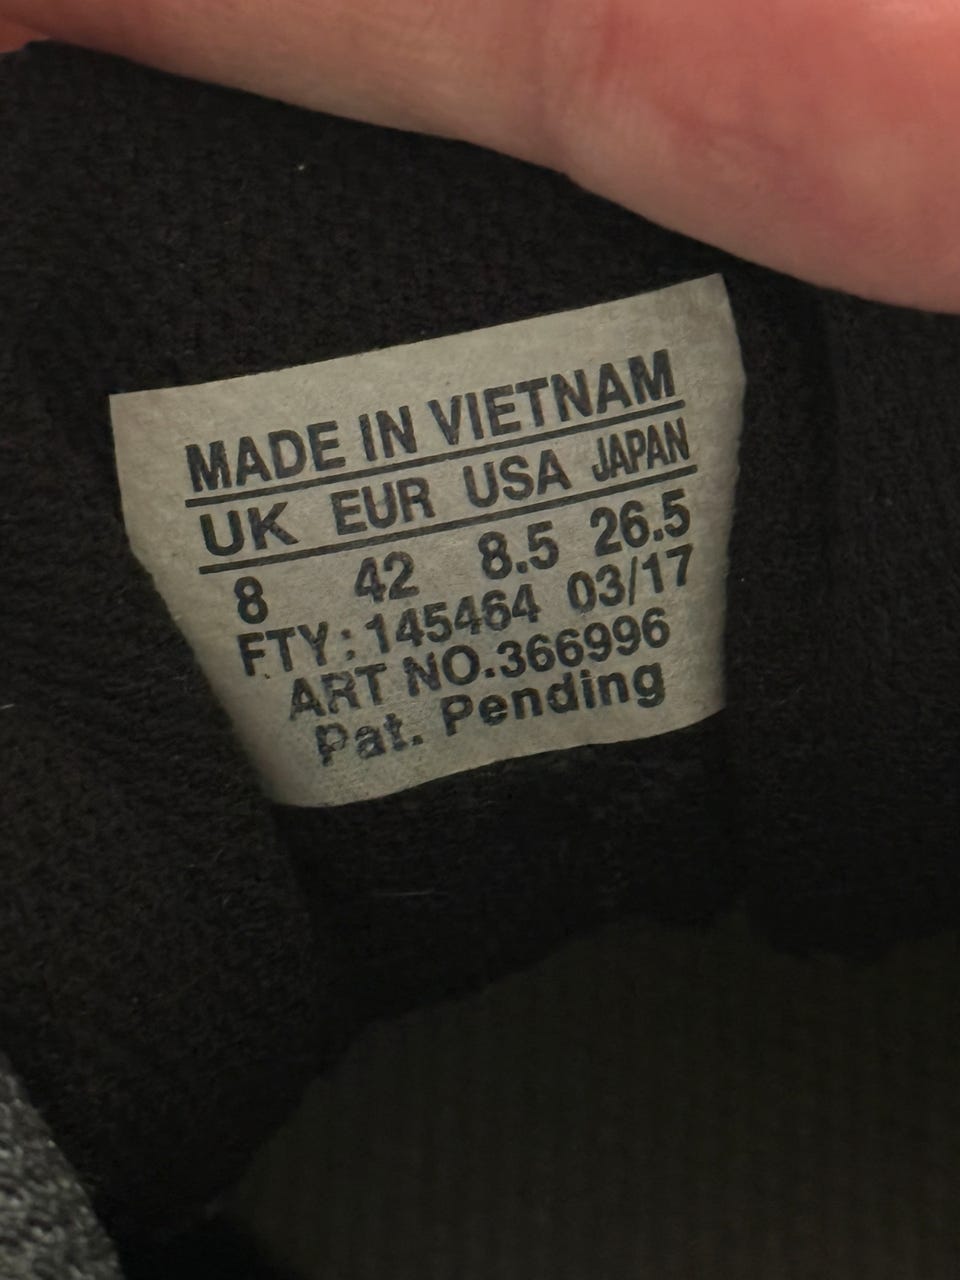 MADE IN VIETNAM
UK EUR USA JAPAN
8 42 8.5 26.5
FTY: 145464 03/17
ART NO.366996
Pat. Pending